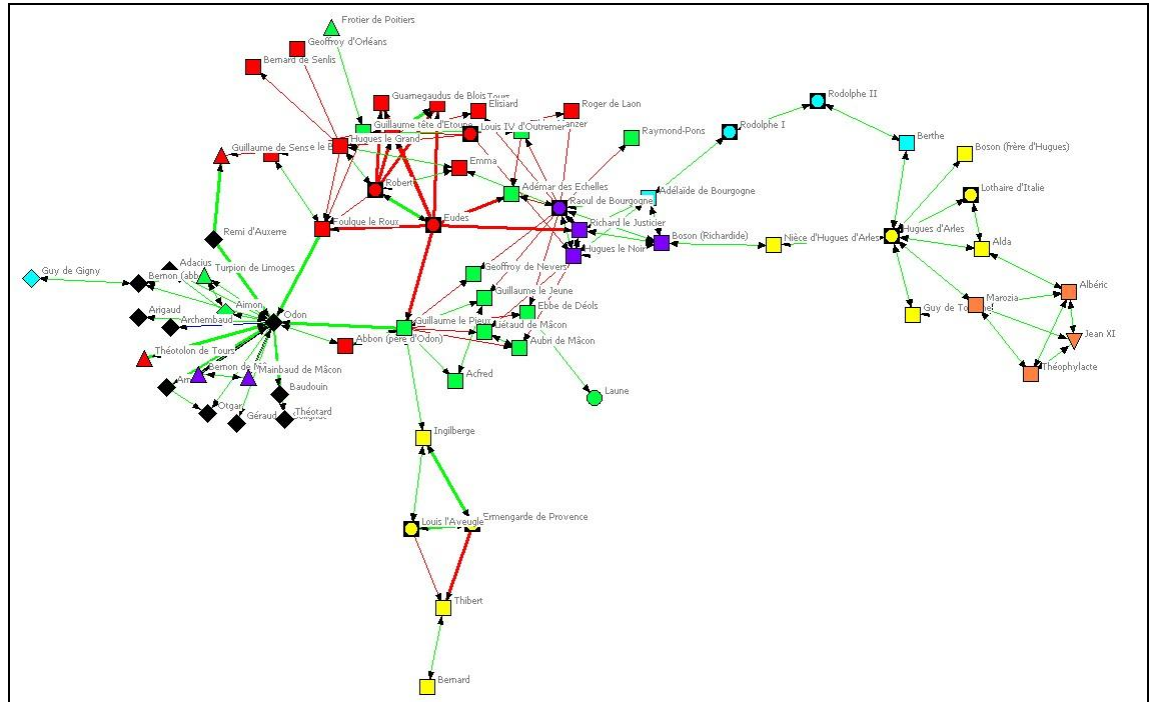 Frotier de Poitiers
Geoffroy d'Orléans
Bernard de Senlis
Guarnegaudus de Blois
Elisiard
Roger de Laon
Guillaume tête d'Etoupe
Louis IV d'Outremer
Hugues le Grand
Raymond-Pons
Rodolphe II
Rodolphe I
Berthe
Boson (frère d'Hugues)
Guillaume de Sens
Emma
Robert
Adémar des Echelles
Adélaïde de Bourgogne
Raoul de Bourgogne
Lothaire d'Italie
Foulque le Roux
Eudes
Richard le Justicier
Boson (Richardide)
Nièce d'Hugues d'Arles
Hugues d'Arles
Alda
Remi d'Auxerre
Hugues le Noir
Adacius
Guy de Gigny
Bernon
Turpion de Limoges
Geoffroy de Nevers
Guillaume le Jeune
Albéric
Marozia
Arigaud
Aimon
Archembaud
Odon
Ebbe de Déols
Guy de
Guillaume le Pieux
Liétaud de Mâcon
Jean XI
Abbon (père d'Odon)
Aubri de Mâcon
Théotolon de Tours
Théophylacte
Bernon de
Mainbaud de Mâcon
Acfred
Baudouin
Laune
Otgar
Géraud
Théotard
Ingilberge
Louis l'Aveugle
Ermengarde de Provence
Thibert
Bernard